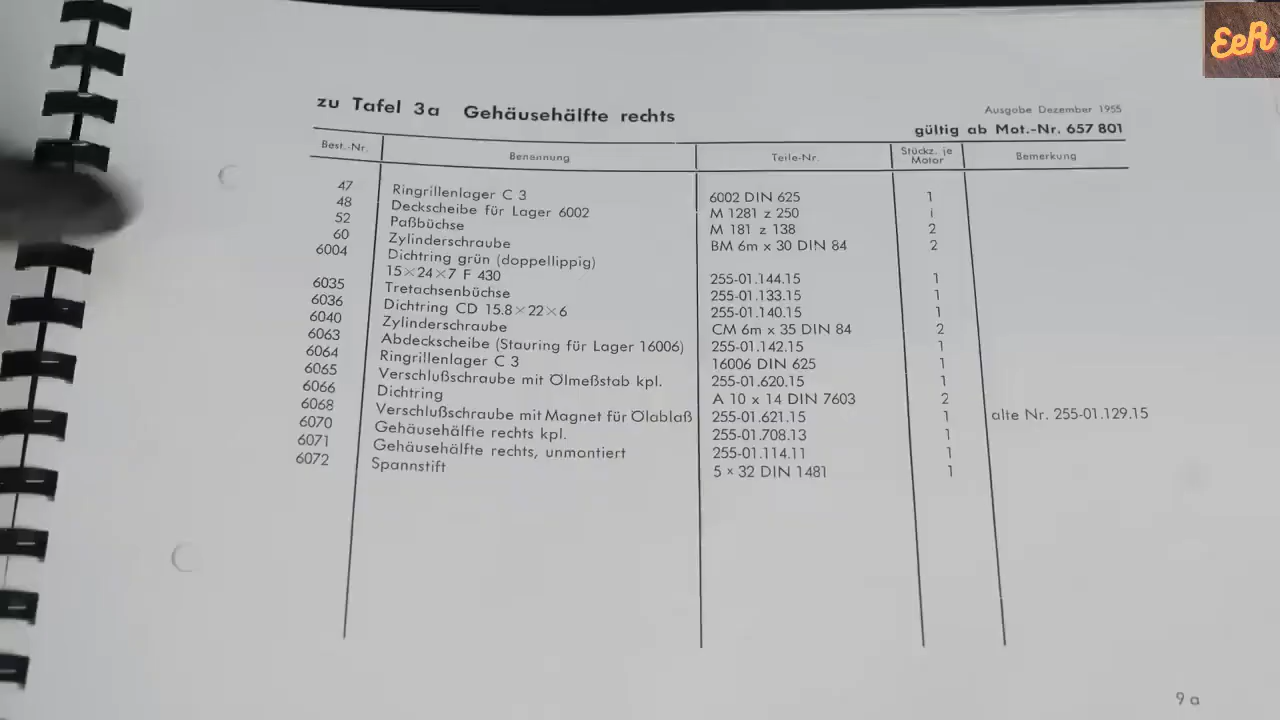 EeR
zu Tafel 3a Gehäusehälfte rechts
Ausgabe Dezember 1955
gültig ab Mot.-Nr. 657 801
Best.-Nr. Benennung Teile-Nr. Stückz. je Motor Bemerkung
47 Ringrillenlager C 3 6002 DIN 625 1
48 Deckscheibe für Lager 6002 M 1281 z 250 1
52 Paßbüchse M 181 z 138 2
60 Zylinderschraube BM 6m x 30 DIN 84 2
6004 Dichtring grün (doppellippig)
15×24×7 F 430 255-01.144.15 1
6035 Tretachsenbüchse 255-01.133.15 1
6036 Dichtring CD 15.8×22×6 255-01.140.15 1
6040 Zylinderschraube CM 6m x 35 DIN 84 2
6063 Abdeckscheibe (Stauring für Lager 16006) 255-01.142.15 1
6064 Ringrillenlager C 3 16006 DIN 625 1
6065 Verschlußschraube mit Ölmeßstab kpl. 255-01.620.15 1
6066 Dichtring A 10 x 14 DIN 7603 2
6068 Verschlußschraube mit Magnet für Ölablaß 255-01.621.15 1 alte Nr. 255-01.129.15
6070 Gehäusehälfte rechts kpl. 255-01.708.13 1
6071 Gehäusehälfte rechts, unmontiert 255-01.114.11 1
6072 Spannstift 5 × 32 DIN 1481 1
9 a